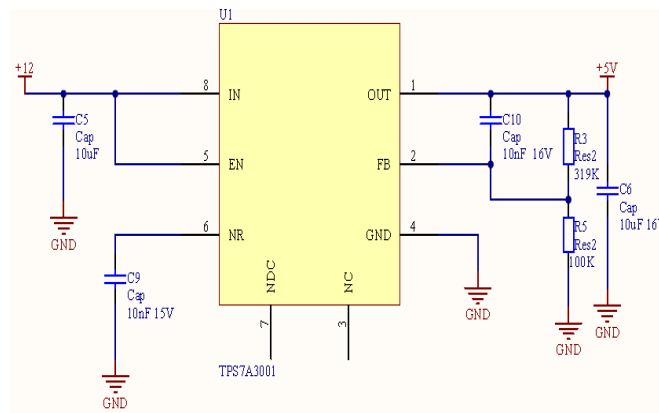 U1
+12
+5V
8
IN
OUT
1
C5
Cap
10uF
C10
Cap
10nF 16V
R3
Res2
319K
5
EN
FB
2
C6
Cap
10uF 16V
6
NR
GND
4
R5
Res2
100K
GND
C9
Cap
10nF 15V
NDC
NC
7
3
GND
GND
GND
GND
TPS7A3001